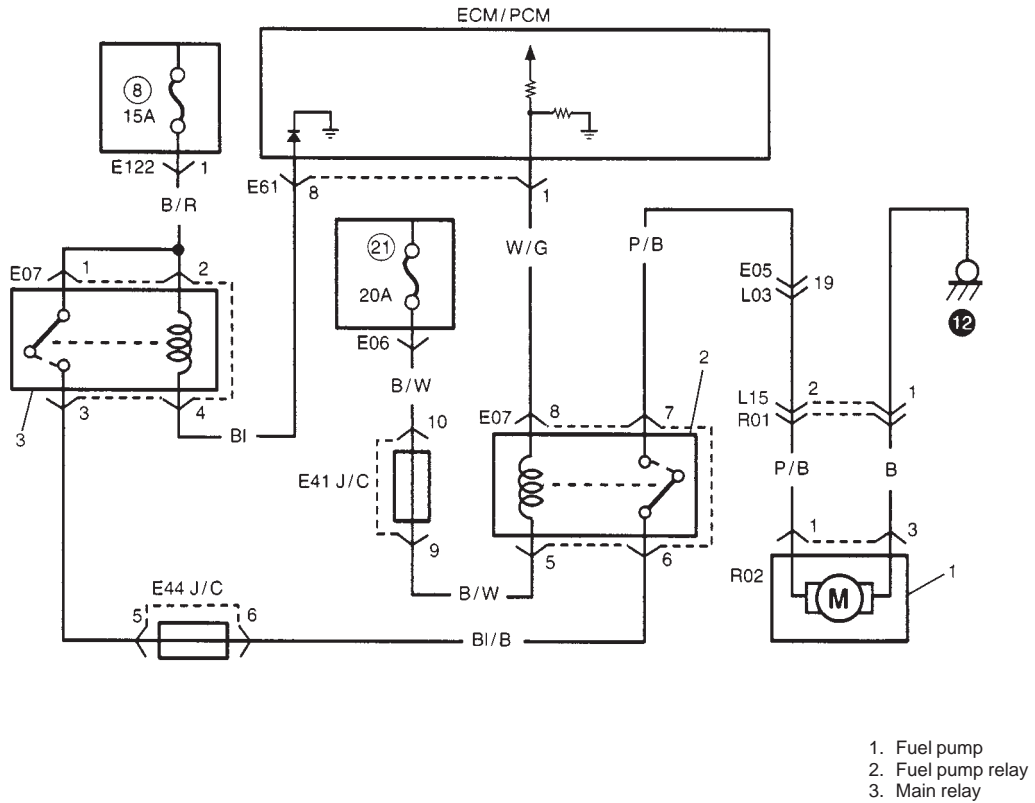 ECM/PCM
8
15A
E122 1
B/R
E61 8
1
21
20A
W/G
P/B
E05
L03
19
12
E07 1 2
E06
B/W
2
L15 2 1
R01
3
3 4
BI
10
E07 8 7
E41 J/C
P/B
B
9
5 6
1 3
R02
M
1
B/W
E44 J/C
5 6
BI/B
1. Fuel pump
2. Fuel pump relay
3. Main relay